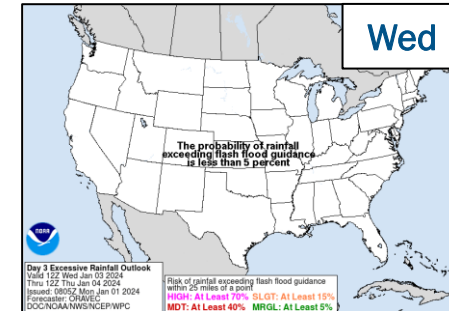 Wed
The probability of rainfall
exceeding flash flood guidance
is less than 5 percent
NOAA
Day 3 Excessive Rainfall Outlook
Valid 12Z Wed Jan 03 2024
Thru 12Z Thu Jan 04 2024
Issued: 0805Z Mon Jan 01 2024
Forecaster: ORAVEC
DOC/NOAA/NWS/NCEP/WPC
Risk of rainfall exceeding flash flood guidance
within 25 miles of a point
HIGH: At Least 70% SLGT: At Least 15%
MDT: At Least 40% MRGL: At Least 5%